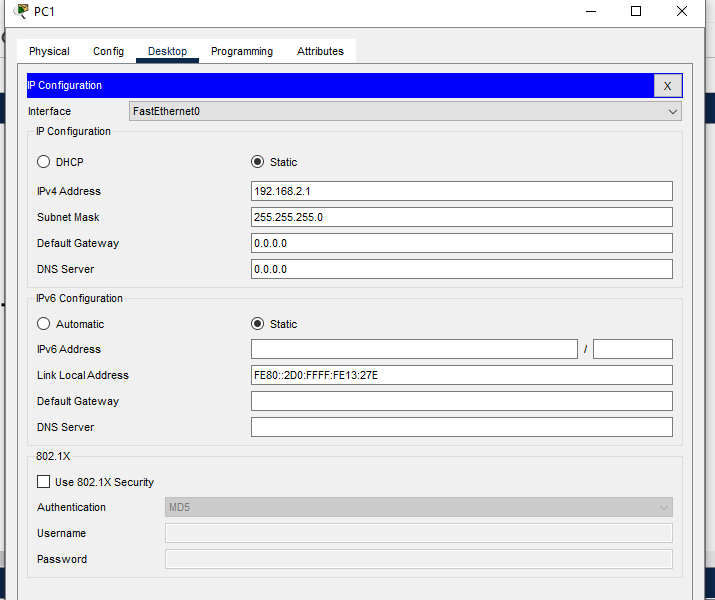 PC1
Physical Config Desktop Programming Attributes
IP Configuration X
Interface FastEthernet0
IP Configuration
DHCP Static
IPv4 Address 192.168.2.1
Subnet Mask 255.255.255.0
Default Gateway 0.0.0.0
DNS Server 0.0.0.0
IPv6 Configuration
Automatic Static
IPv6 Address /
Link Local Address FE80::2D0:FFFF:FE13:27E
Default Gateway
DNS Server
802.1X
Use 802.1X Security
Authentication MD5
Username
Password